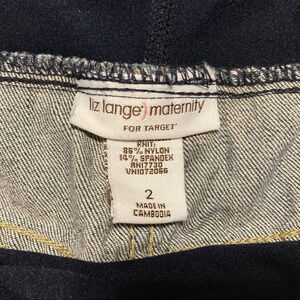 liz lange) maternity
FOR TARGET
KNIT:
86% NYLON
14% SPANDEX
RN17730
VN1072066
2
MADE IN
CAMBODIA